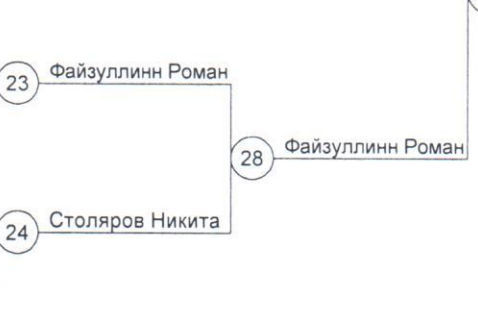 23 Файзуллинн Роман
28 Файзуллинн Роман
24 Столяров Никита